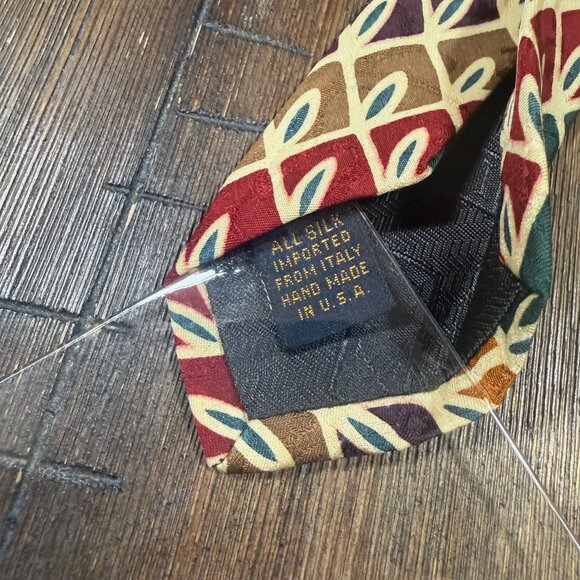 ALL SILK
IMPORTED
FROM ITALY
HAND MADE
IN U.S.A.